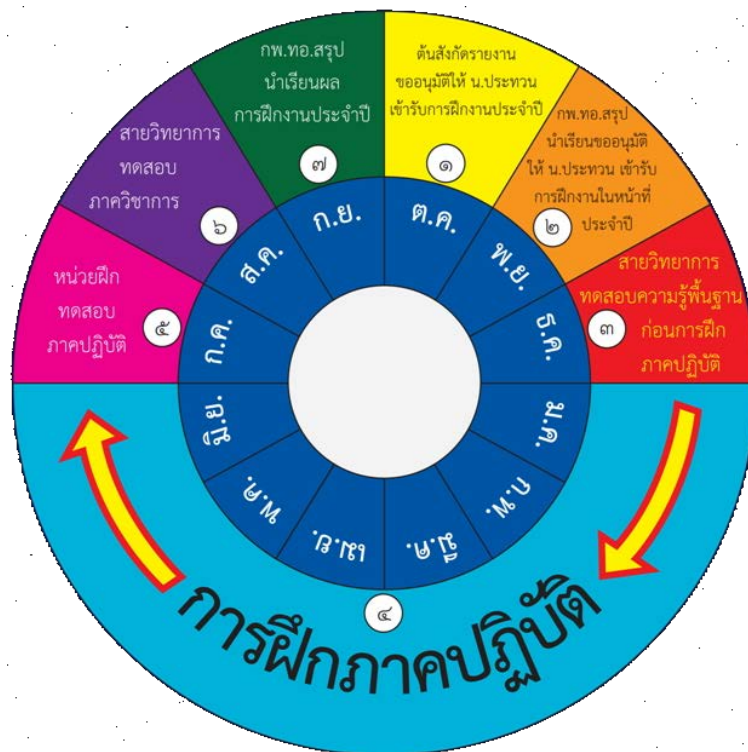 ต้นสังกัดรายงาน
ขออนุมัติให้ น.ประทวน
เข้ารับการฝึกงานประจำปี
๑
ต.ค.
กพ.ทอ.สรุป
นำเรียนขออนุมัติ
ให้ น.ประทวน เข้ารับ
การฝึกงานในหน้าที่
ประจำปี
๒
พ.ย.
สายวิทยาการ
ทดสอบความรู้พื้นฐาน
ก่อนการฝึก
ภาคปฏิบัติ
๓
ธ.ค.
ม.ค.
ก.พ.
มี.ค.
เม.ย.
พ.ค.
มิ.ย.
๔
การฝึกภาคปฏิบัติ
หน่วยฝึก
ทดสอบ
ภาคปฏิบัติ
๕
ก.ค.
สายวิทยาการ
ทดสอบ
ภาควิชาการ
๖
ส.ค.
กพ.ทอ.สรุป
นำเรียนผล
การฝึกงานประจำปี
๗
ก.ย.